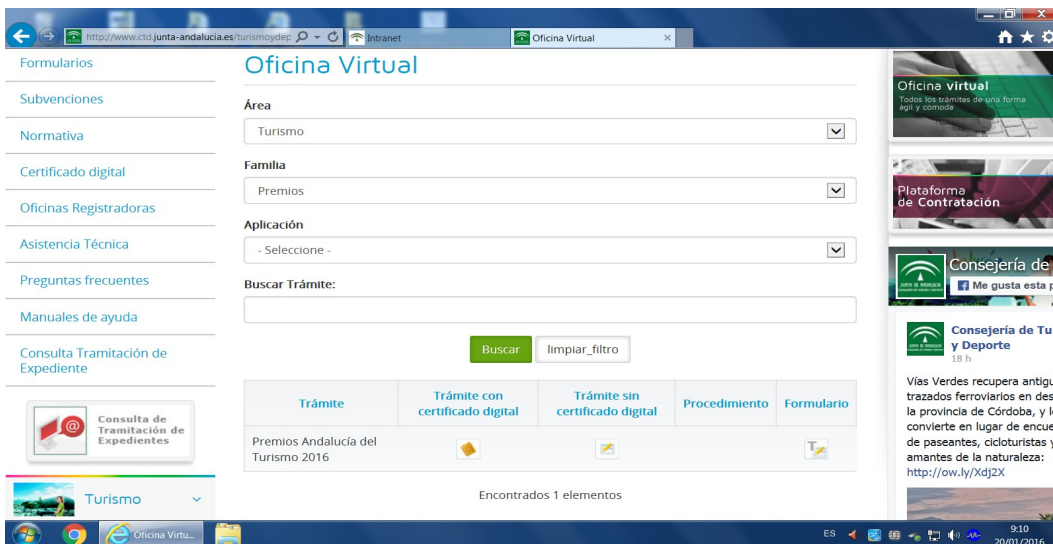 http://www.ctd.junta-andalucia.es/turismoydep
Intranet
Oficina Virtual
Formularios
Subvenciones
Normativa
Certificado digital
Oficinas Registradoras
Asistencia Técnica
Preguntas frecuentes
Manuales de ayuda
Consulta Tramitación de
Expediente
Consulta de
Tramitación de
Expedientes
Turismo
Oficina Virtual
Área
Turismo
Familia
Premios
Aplicación
- Seleccione -
Buscar Trámite:
Buscar
limpiar_filtro
Trámite
Trámite con
certificado digital
Trámite sin
certificado digital
Procedimiento
Formulario
Premios Andalucía del
Turismo 2016
Encontrados 1 elementos
Oficina virtual
Todos los trámites de una forma
ágil y cómoda
Plataforma
de Contratación
Consejería de
Me gusta esta p
Consejería de Tu
y Deporte
18 h
Vías Verdes recupera antigu
trazados ferroviarios en des
la provincia de Córdoba, y l
convierte en lugar de encue
de paseantes, cicloturistas y
amantes de la naturaleza:
http://ow.ly/Xdj2X
Oficina Virtu...
ES
9:10
20/01/2016